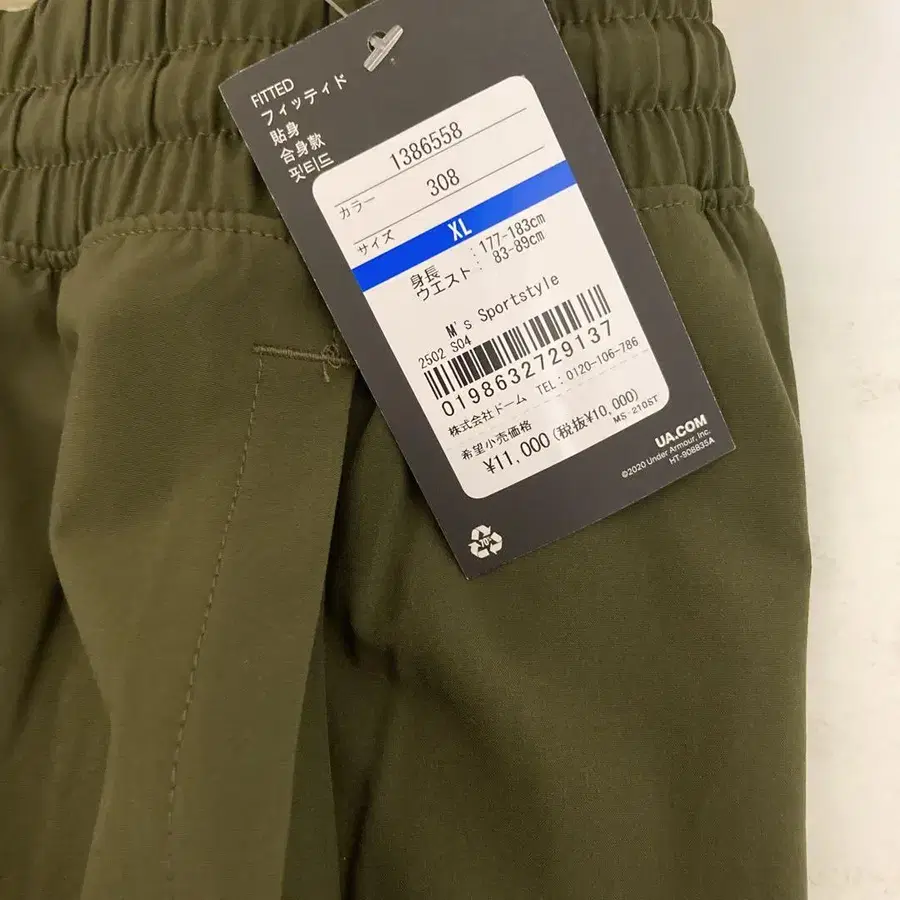 FITTED
フィッティド
貼身
合身款
핏티드
1386558
カラー 308
サイズ XL
身長 :177-183cm
ウエスト: 83-89cm
M's Sportstyle
2502 S04
0198632729137
株式会社ドーム TEL:0120-106-786
希望小売価格 MS-210ST
¥11,000(税抜¥10,000)
UA.COM
©2020 Under Armour, Inc.
HT-908835A
70%